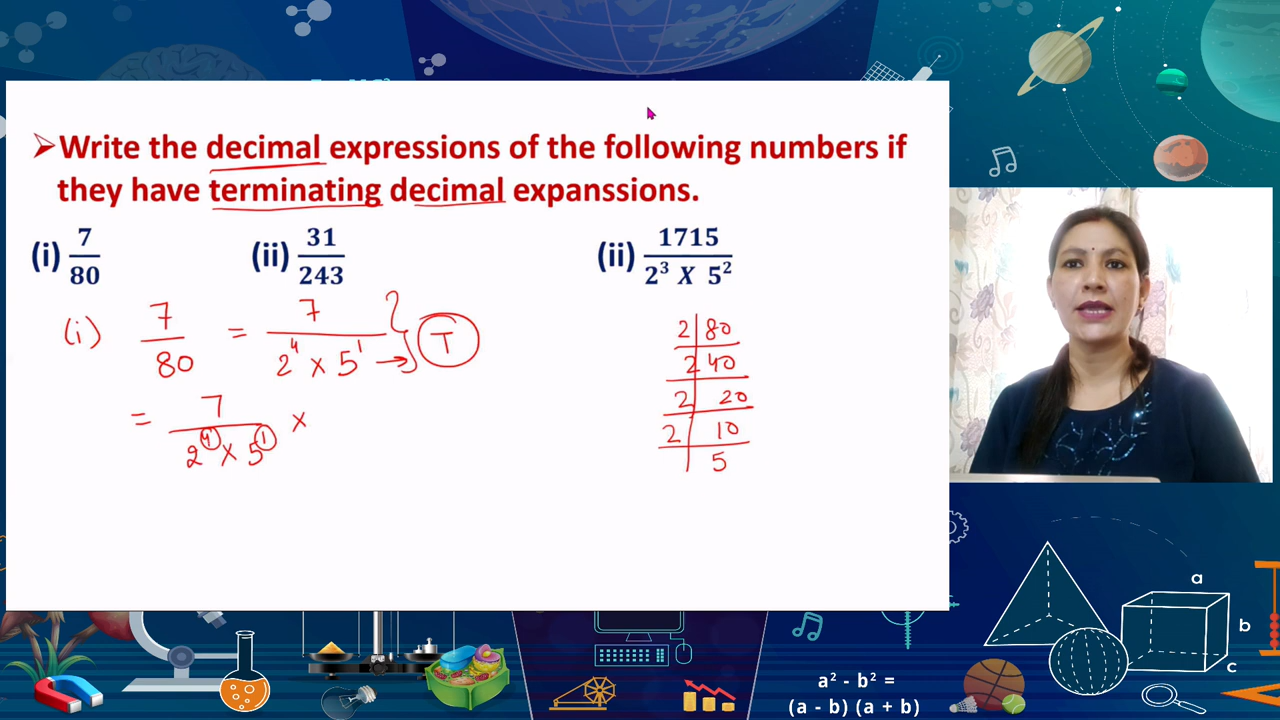 ➢Write the decimal expressions of the following numbers if
they have terminating decimal expanssions.
(i) 7/80 (ii) 31/243 (ii) 1715/2³ X 5²
(i) 7/80 = 7/2⁴ × 5¹ → T
= 7/2⁴ × 5¹ ×
2 | 80
2 | 40
2 | 20
2 | 10
5
a
b
c
a² - b² =
(a - b) (a + b)